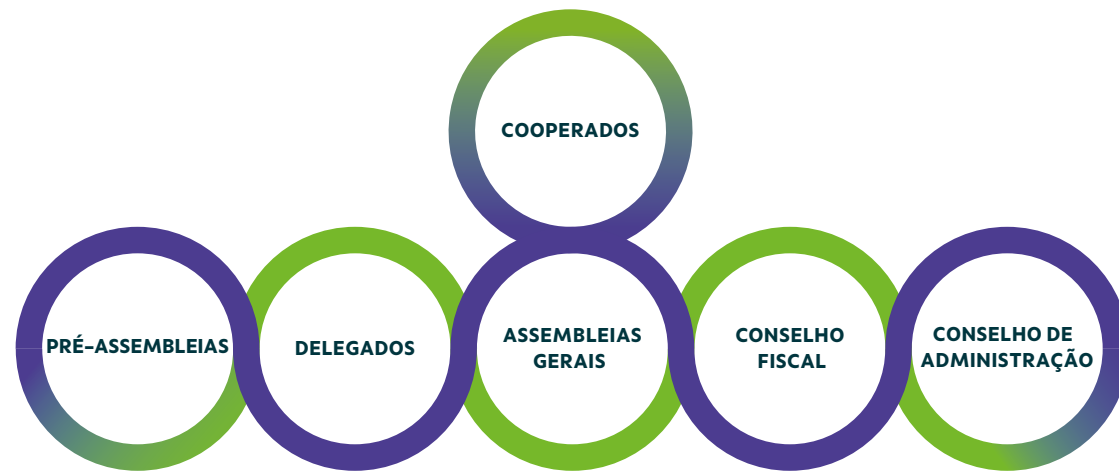 COOPERADOS
PRÉ-ASSEMBLEIAS
DELEGADOS
ASSEMBLEIAS
GERAIS
CONSELHO
FISCAL
CONSELHO DE
ADMINISTRAÇÃO